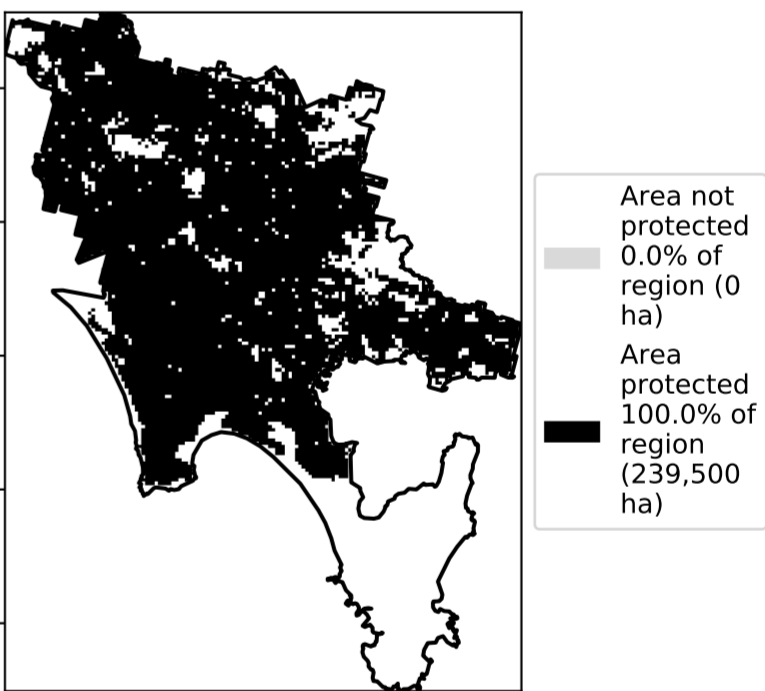 Area not
protected
0.0% of
region (0
ha)
Area
protected
100.0% of
region
(239,500
ha)